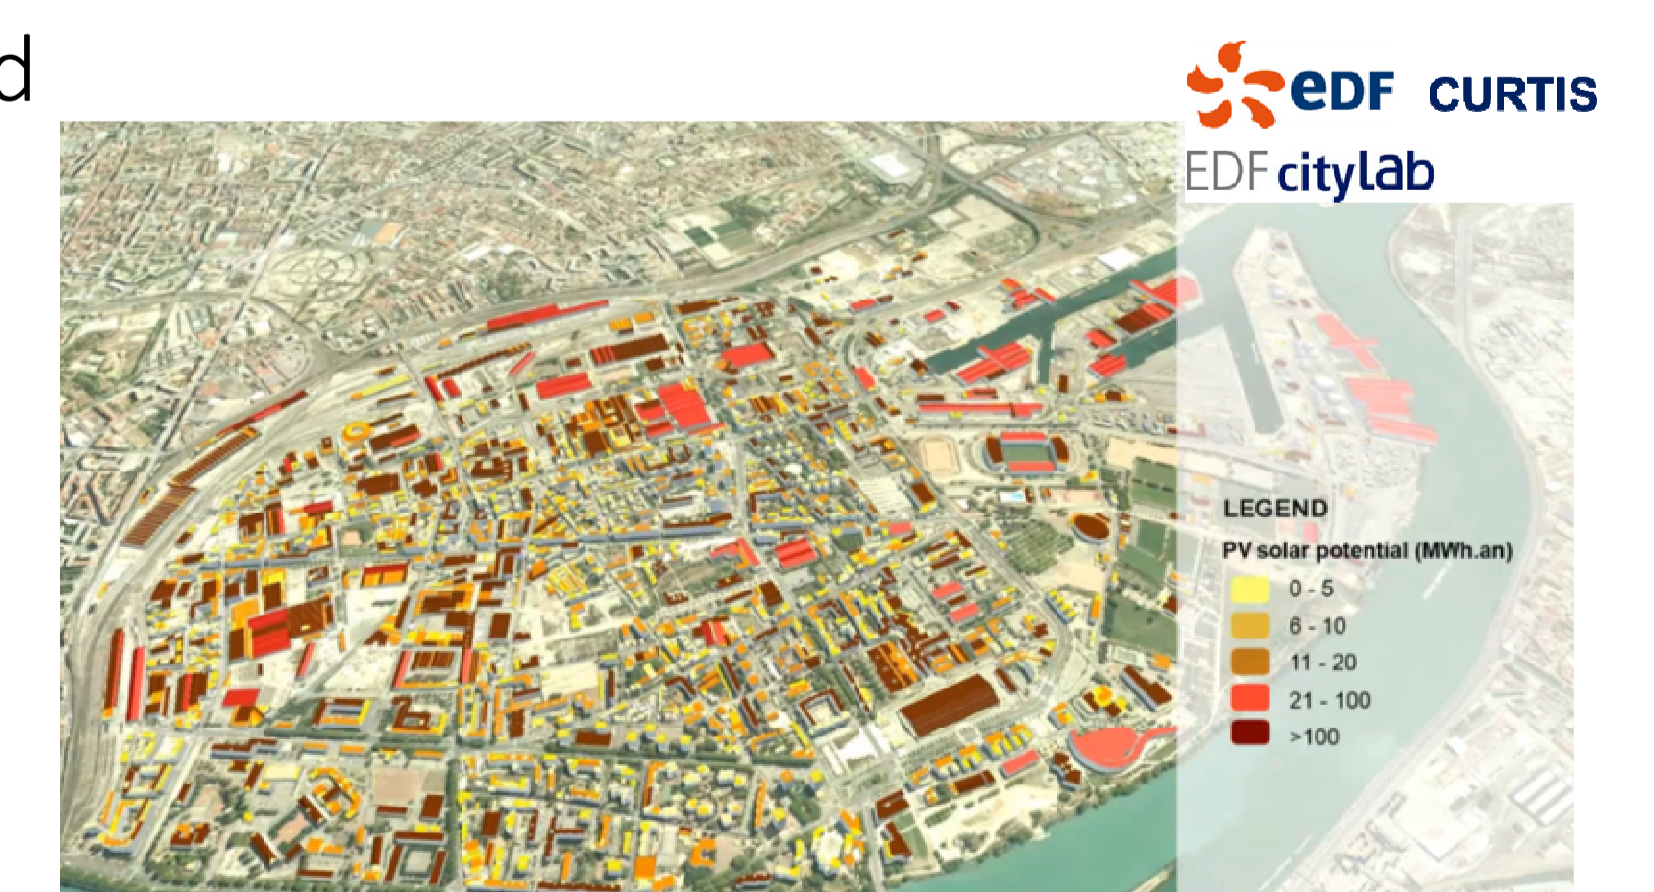 d
eDF CURTIS
EDF citylab
LEGEND
PV solar potential (MWh.an)
0 - 5
6 - 10
11 - 20
21 - 100
>100